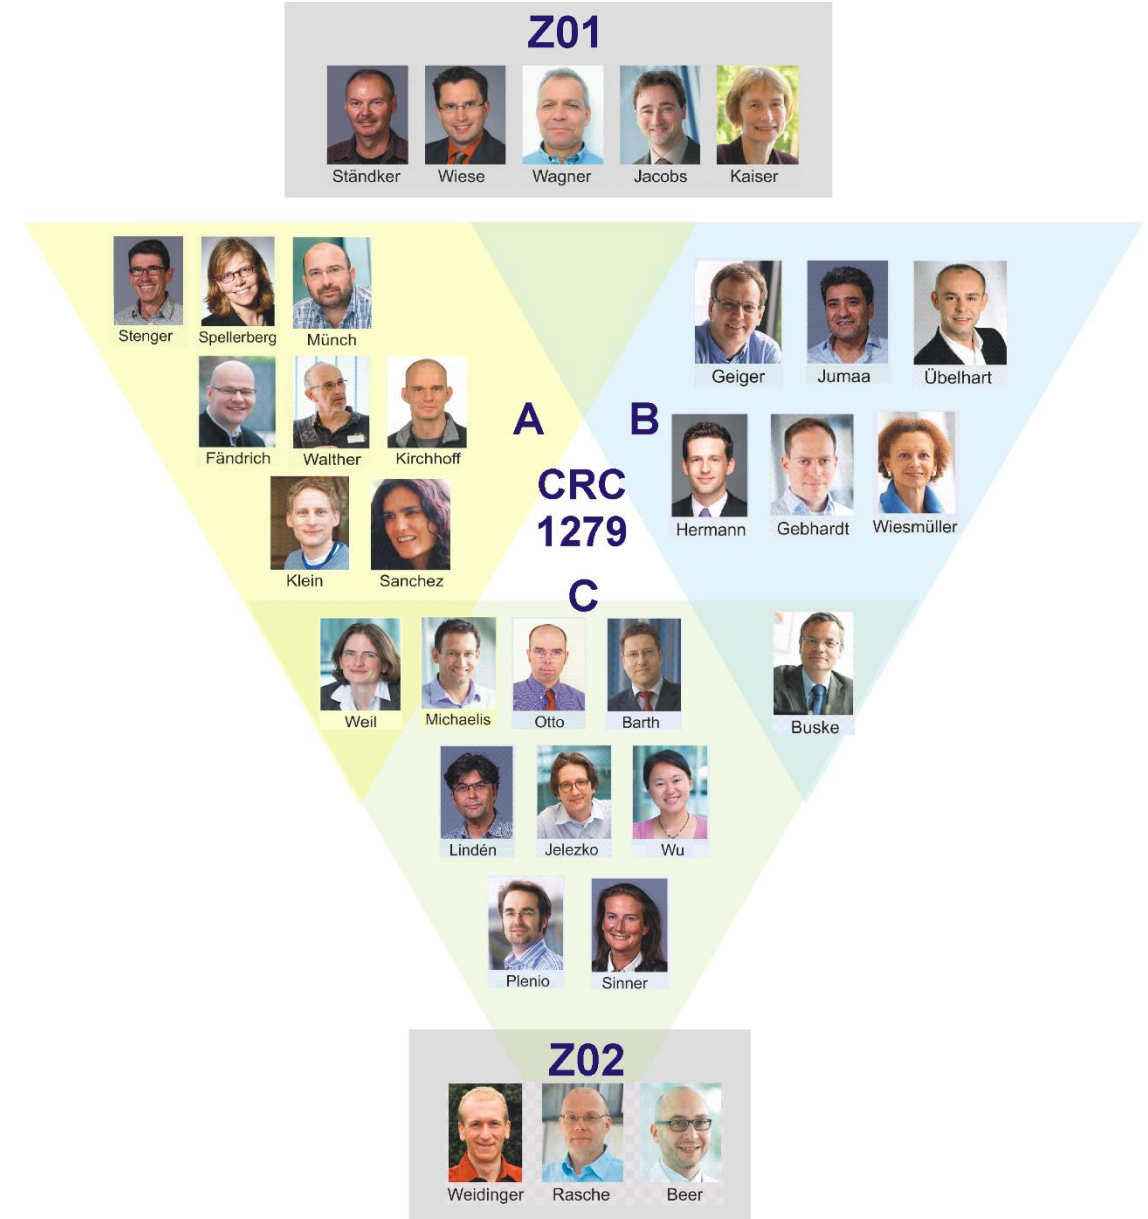 Z01
Ständker Wiese Wagner Jacobs Kaiser
Stenger Spellerberg Münch
Geiger Jumaa Übelhart
A B
Fändrich Walther Kirchhoff
CRC
1279
Hermann Gebhardt Wiesmüller
Klein Sanchez
C
Weil Michaelis Otto Barth
Buske
Lindén Jelezko Wu
Plenio Sinner
Z02
Weidinger Rasche Beer